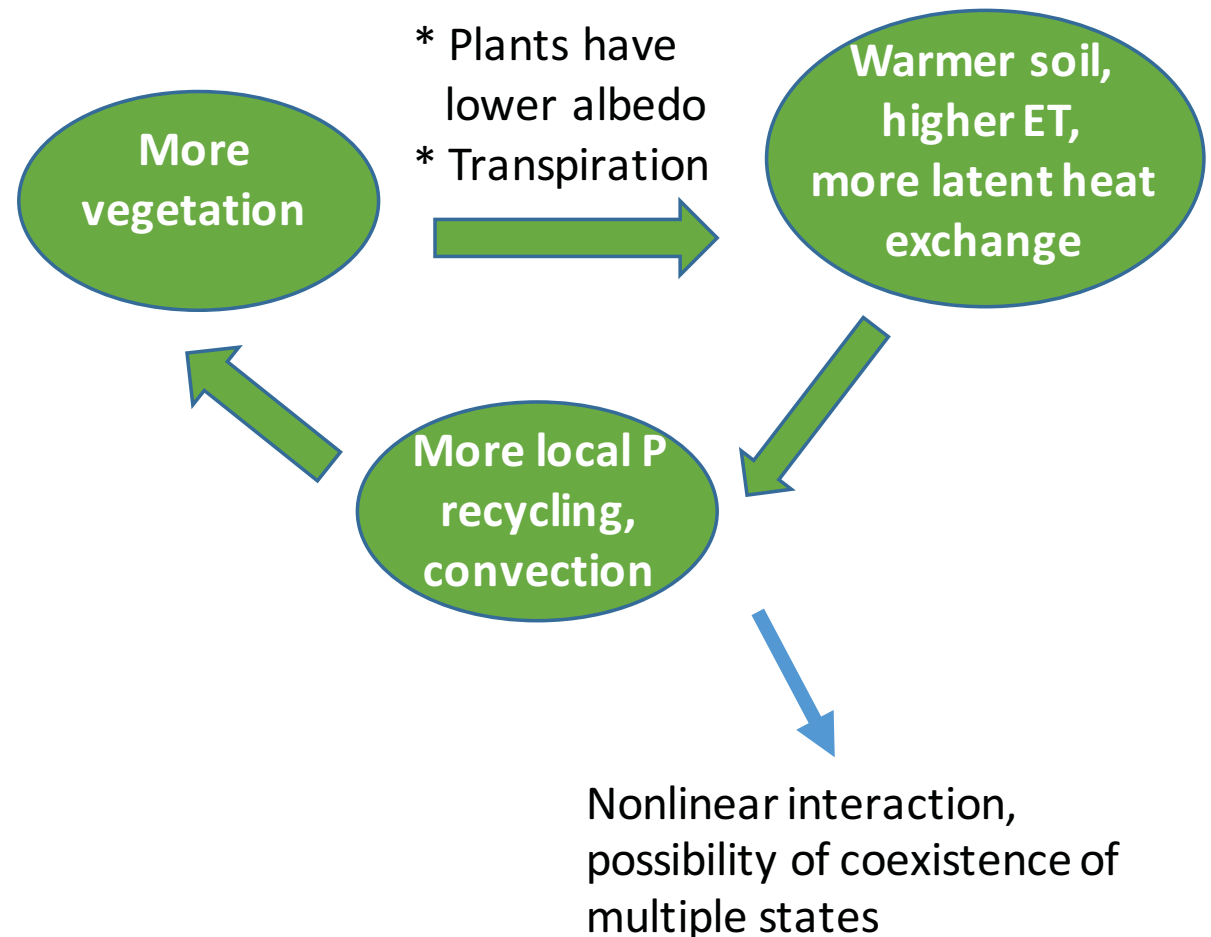 * Plants have
lower albedo
* Transpiration
More
vegetation
Warmer soil,
higher ET,
more latent heat
exchange
More local P
recycling,
convection
Nonlinear interaction,
possibility of coexistence of
multiple states